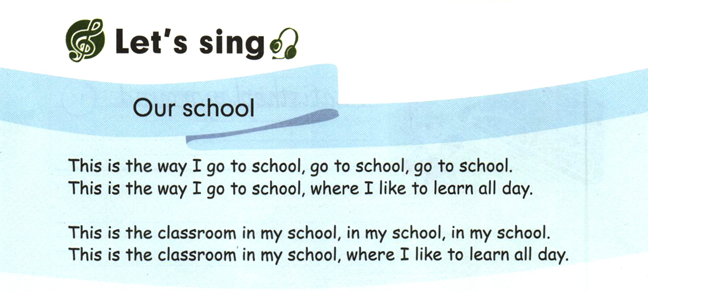 Let's sing
Our school
This is the way I go to school, go to school, go to school.
This is the way I go to school, where I like to learn all day.
This is the classroom in my school, in my school, in my school.
This is the classroom in my school, where I like to learn all day.